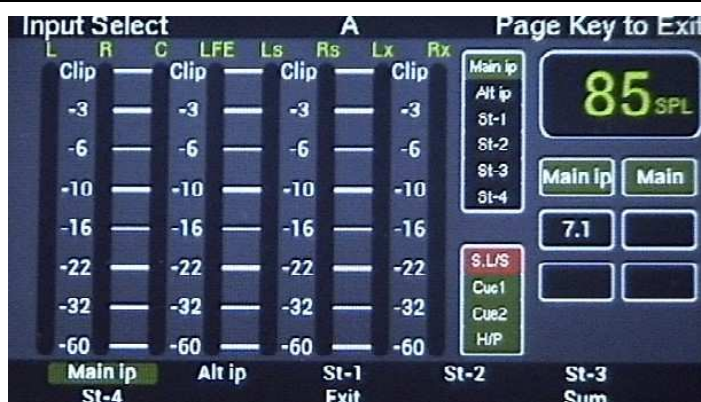 Input Select A Page Key to Exit
L R C LFE Ls Rs Lx Rx
Clip Clip Clip Clip
-3 -3 -3 -3
-6 -6 -6 -6
-10 -10 -10 -10
-16 -16 -16 -16
-22 -22 -22 -22
-32 -32 -32 -32
-60 -60 -60 -60
Main ip
Alt ip
St-1
St-2
St-3
St-4
S.L/S
Cue1
Cue2
H/P
85 SPL
Main ip Main
7.1
Main ip Alt ip St-1 St-2 St-3
St-4 Exit Sum